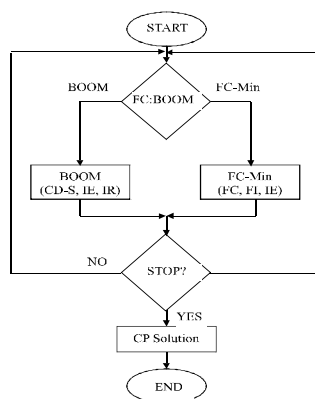 START
BOOM
FC-Min
FC:BOOM
BOOM
(CD-S, IE, IR)
FC-Min
(FC, FI, IE)
NO
STOP?
YES
CP Solution
END